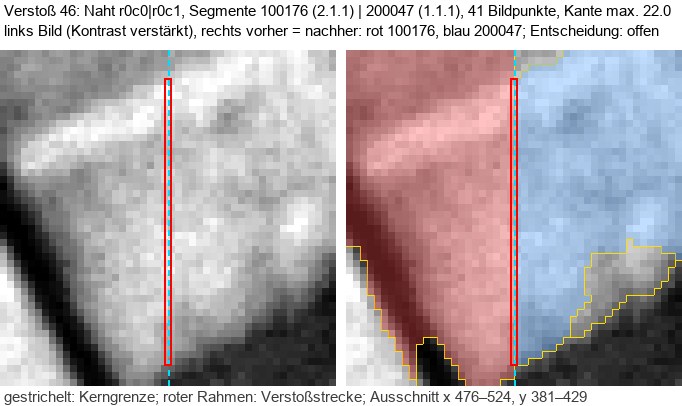 Verstoß 46: Naht r0c0|r0c1, Segmente 100176 (2.1.1) | 200047 (1.1.1), 41 Bildpunkte, Kante max. 22.0
links Bild (Kontrast verstärkt), rechts vorher = nachher: rot 100176, blau 200047; Entscheidung: offen
gestrichelt: Kerngrenze; roter Rahmen: Verstoßstrecke; Ausschnitt x 476–524, y 381–429